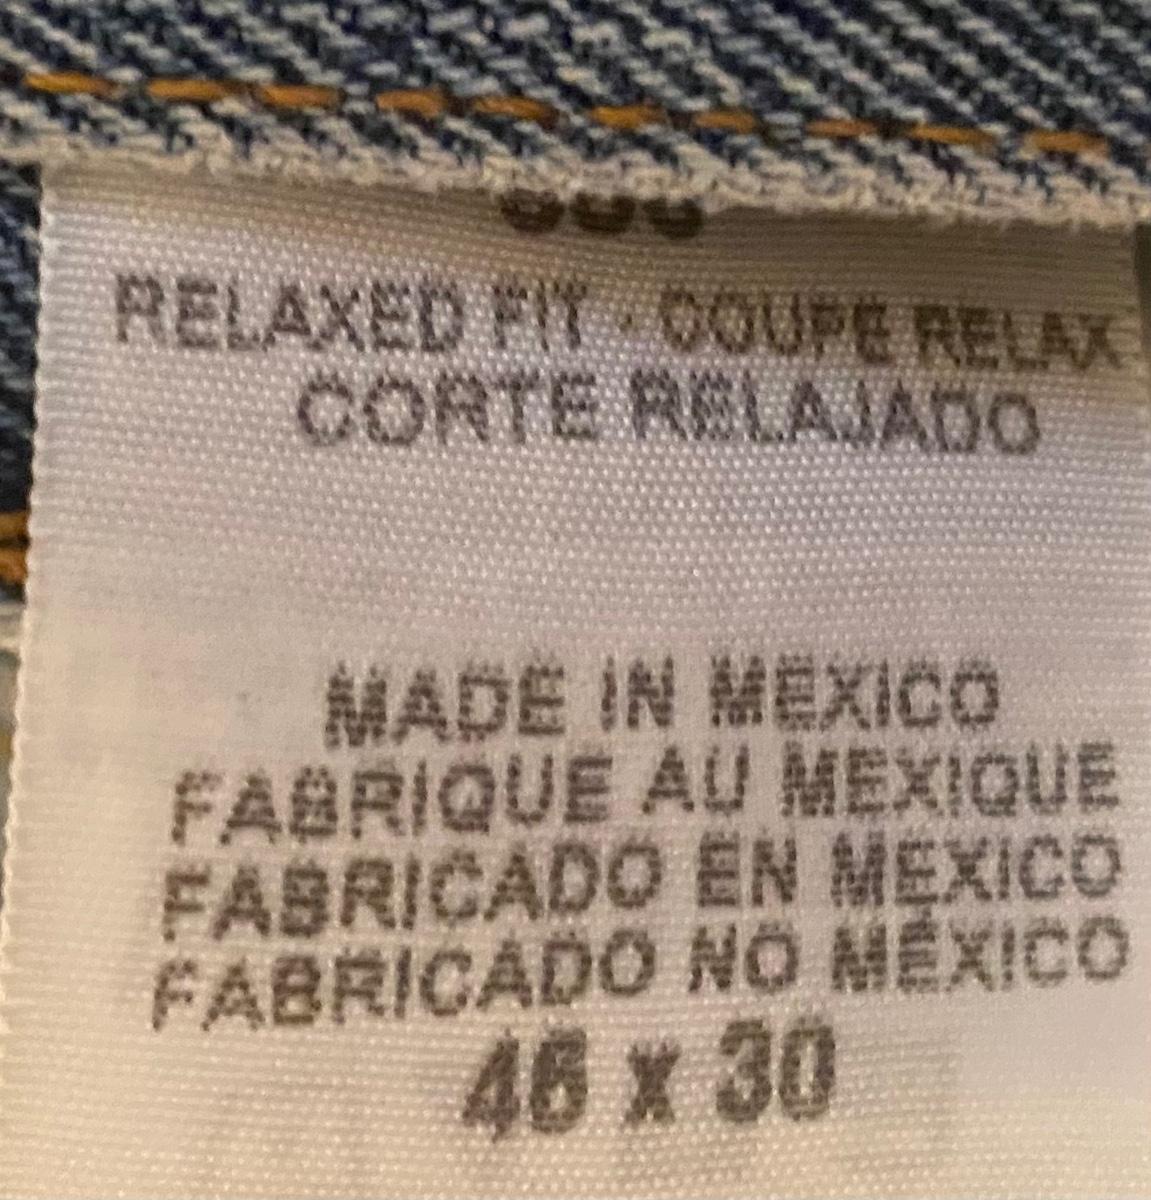 RELAXED FIT · COUPE RELAX
CORTE RELAJADO
MADE IN MEXICO
FABRIQUE AU MEXIQUE
FABRICADO EN MEXICO
FABRICADO NO MÉXICO
46 x 30